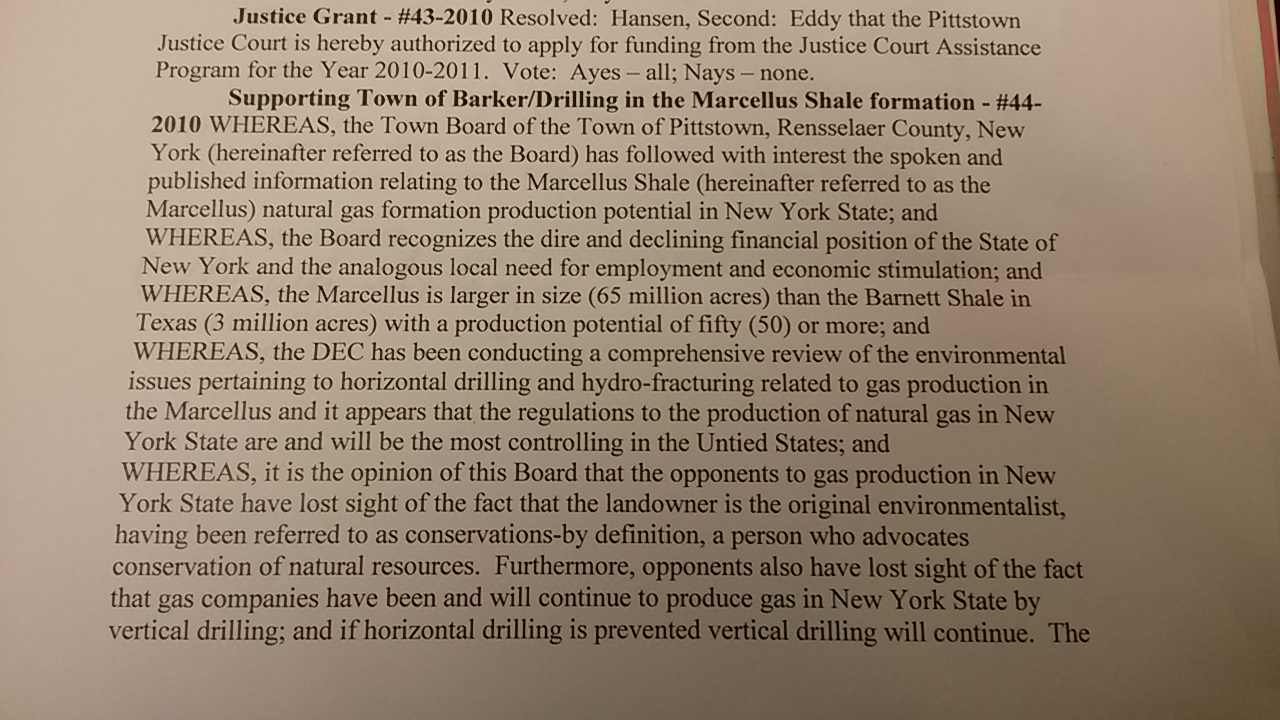 Justice Grant - #43-2010 Resolved: Hansen, Second: Eddy that the Pittstown
Justice Court is hereby authorized to apply for funding from the Justice Court Assistance
Program for the Year 2010-2011. Vote: Ayes – all; Nays – none.
Supporting Town of Barker/Drilling in the Marcellus Shale formation - #44-
2010 WHEREAS, the Town Board of the Town of Pittstown, Rensselaer County, New
York (hereinafter referred to as the Board) has followed with interest the spoken and
published information relating to the Marcellus Shale (hereinafter referred to as the
Marcellus) natural gas formation production potential in New York State; and
WHEREAS, the Board recognizes the dire and declining financial position of the State of
New York and the analogous local need for employment and economic stimulation; and
WHEREAS, the Marcellus is larger in size (65 million acres) than the Barnett Shale in
Texas (3 million acres) with a production potential of fifty (50) or more; and
WHEREAS, the DEC has been conducting a comprehensive review of the environmental
issues pertaining to horizontal drilling and hydro-fracturing related to gas production in
the Marcellus and it appears that the regulations to the production of natural gas in New
York State are and will be the most controlling in the Untied States; and
WHEREAS, it is the opinion of this Board that the opponents to gas production in New
York State have lost sight of the fact that the landowner is the original environmentalist,
having been referred to as conservations-by definition, a person who advocates
conservation of natural resources. Furthermore, opponents also have lost sight of the fact
that gas companies have been and will continue to produce gas in New York State by
vertical drilling; and if horizontal drilling is prevented vertical drilling will continue. The